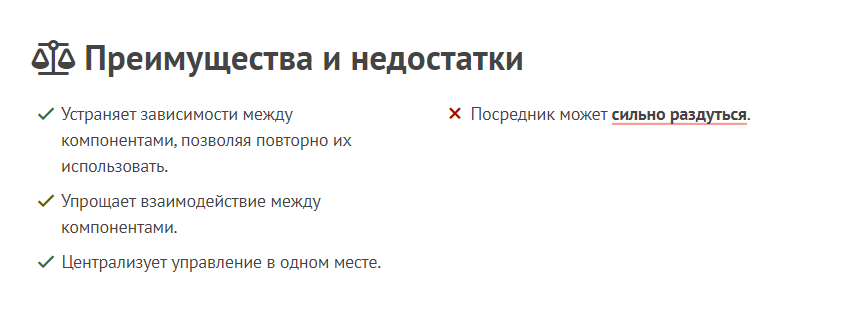 Преимущества и недостатки
Устраняет зависимости между
компонентами, позволяя повторно их
использовать.
Упрощает взаимодействие между
компонентами.
Централизует управление в одном месте.
Посредник может сильно раздуться.